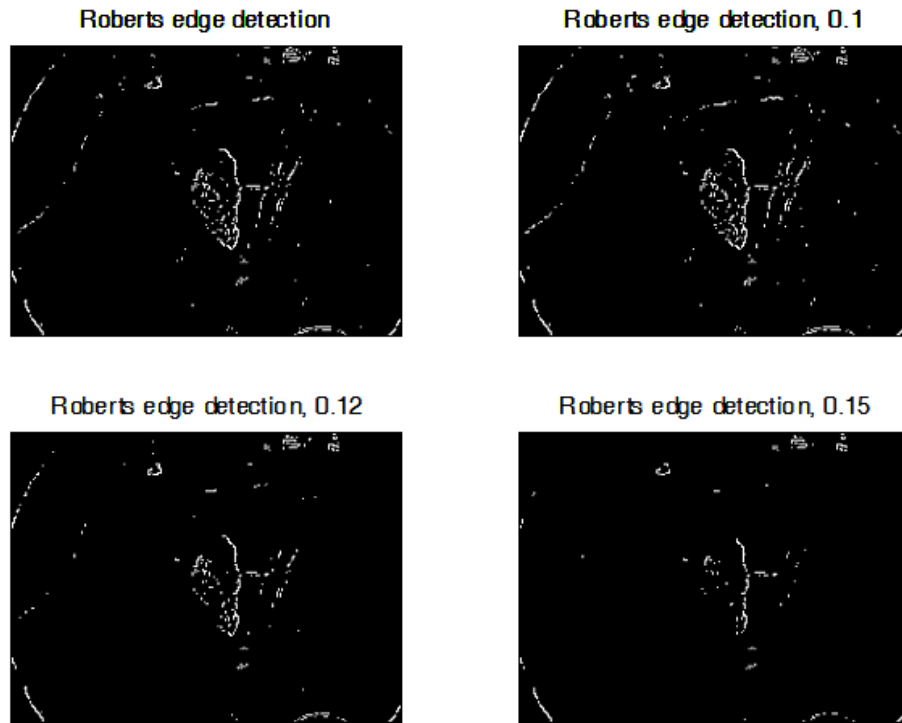 Roberts edge detection
Roberts edge detection, 0.1
Roberts edge detection, 0.12
Roberts edge detection, 0.15